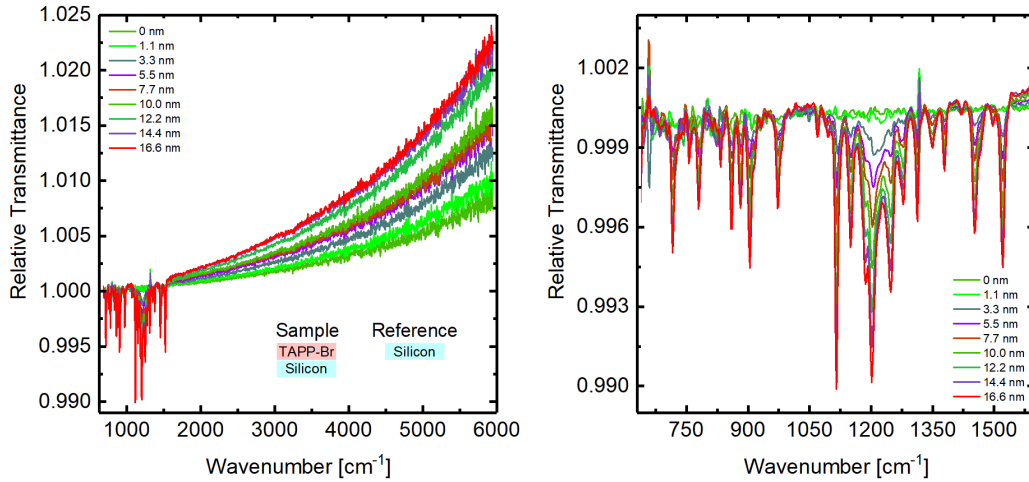 1.025
1.020
1.015
1.010
1.005
1.000
0.995
0.990
Relative Transmittance
0 nm
1.1 nm
3.3 nm
5.5 nm
7.7 nm
10.0 nm
12.2 nm
14.4 nm
16.6 nm
Sample
Reference
TAPP-Br
Silicon
Silicon
1000
2000
3000
4000
5000
6000
Wavenumber [cm⁻¹]
1.002
0.999
0.996
0.993
0.990
Relative Transmittance
0 nm
1.1 nm
3.3 nm
5.5 nm
7.7 nm
10.0 nm
12.2 nm
14.4 nm
16.6 nm
750
900
1050
1200
1350
1500
Wavenumber [cm⁻¹]